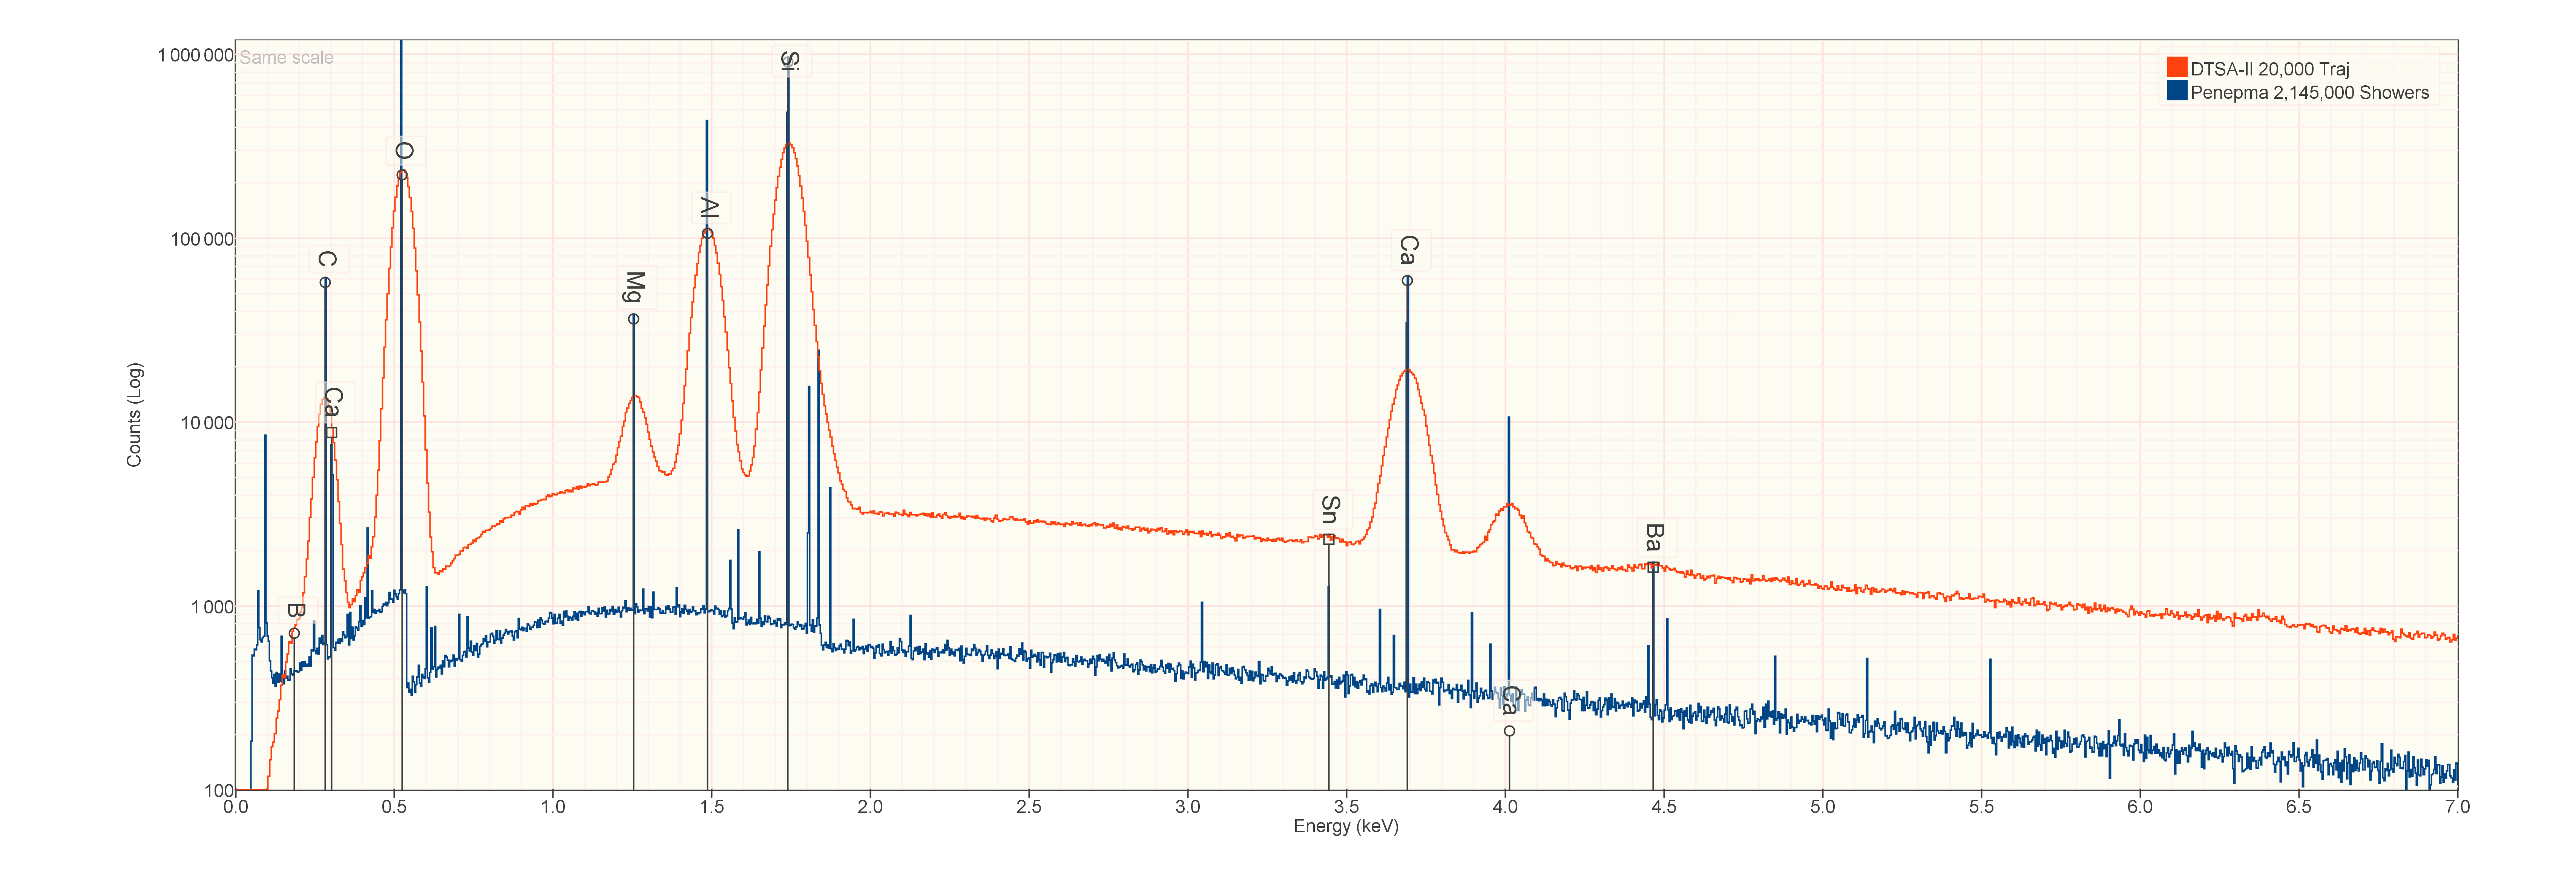 Same scale
DTSA-II 20,000 Traj
Penepma 2,145,000 Showers
1 000 000
100 000
10 000
1 000
100
Counts (Log)
B
C
Ca
O
Mg
Al
Si
Sn
Ca
Ca
Ba
0.0 0.5 1.0 1.5 2.0 2.5 3.0 3.5 4.0 4.5 5.0 5.5 6.0 6.5 7.0
Energy (keV)